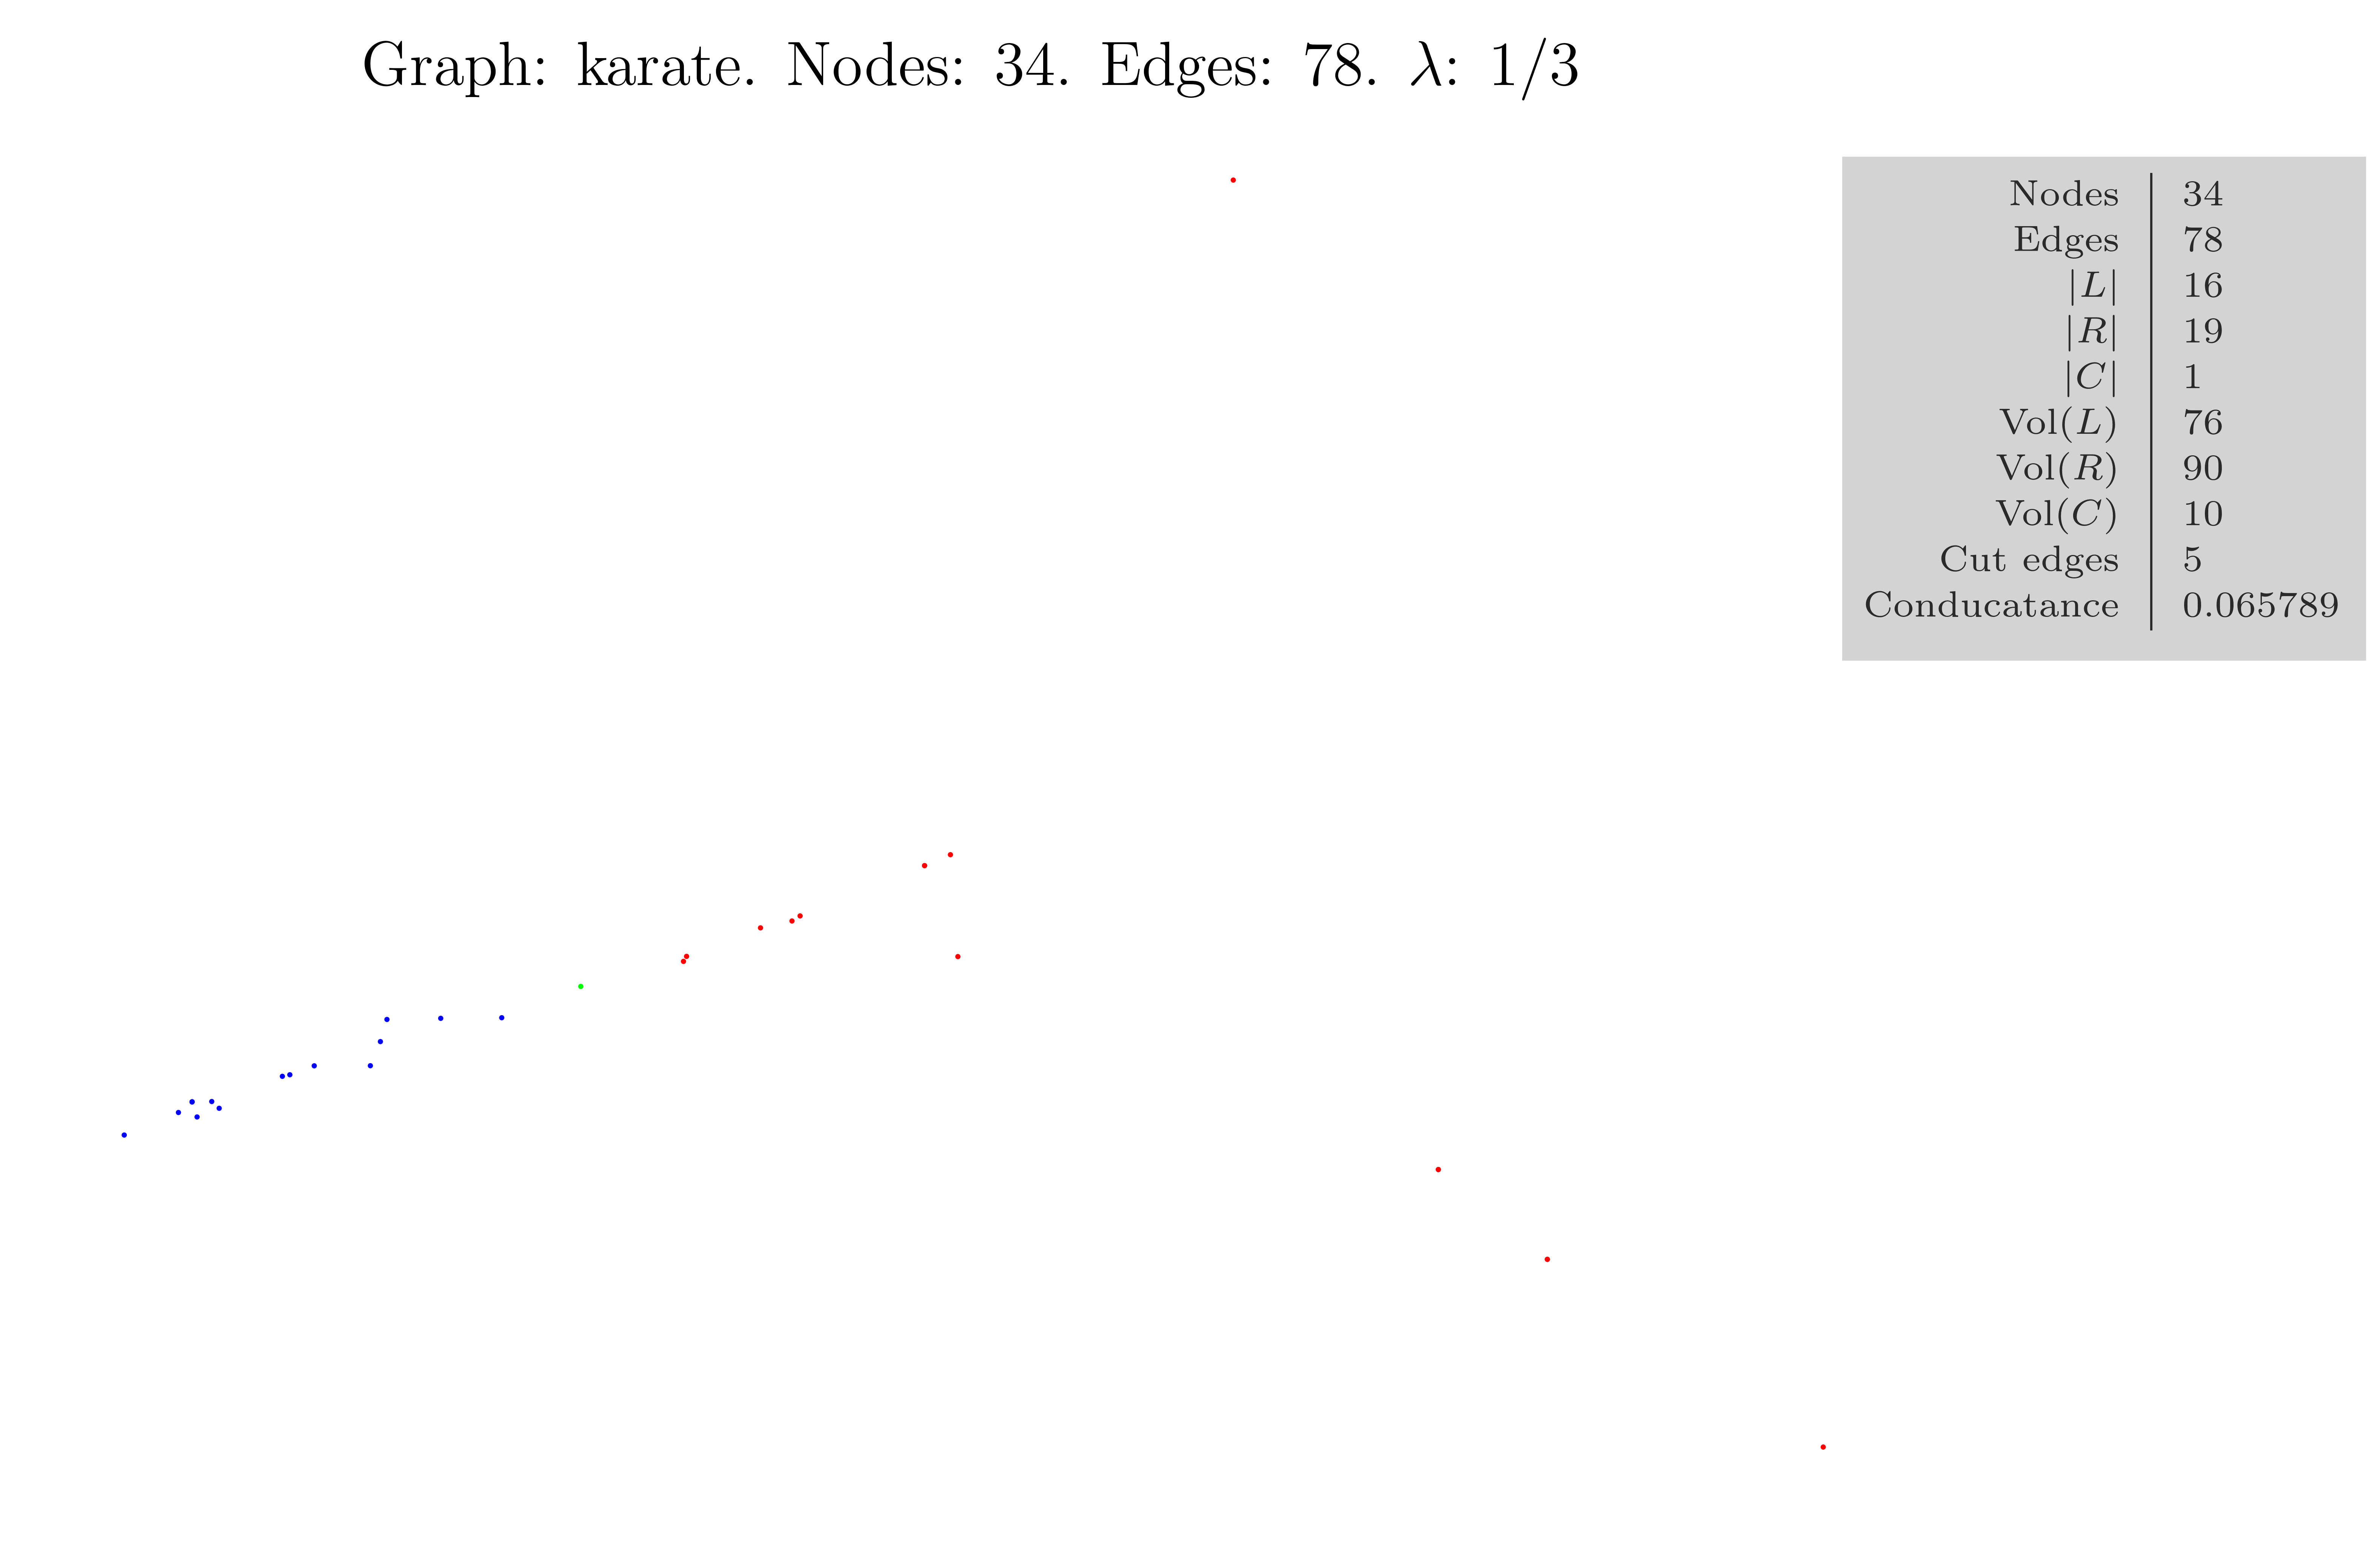 Graph: karate. Nodes: 34. Edges: 78. λ: 1/3
Nodes 34
Edges 78
|L| 16
|R| 19
|C| 1
Vol(L) 76
Vol(R) 90
Vol(C) 10
Cut edges 5
Conducatance 0.065789